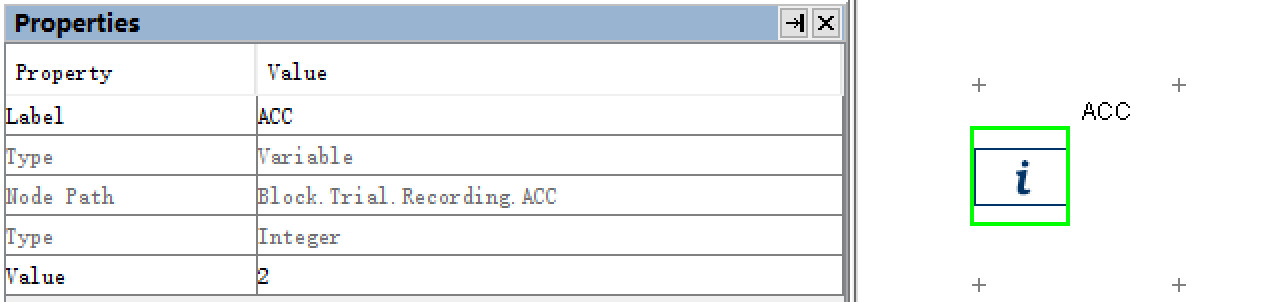 Properties
Property Value
Label ACC
Type Variable
Node Path Block.Trial.Recording.ACC
Type Integer
Value 2
ACC
i